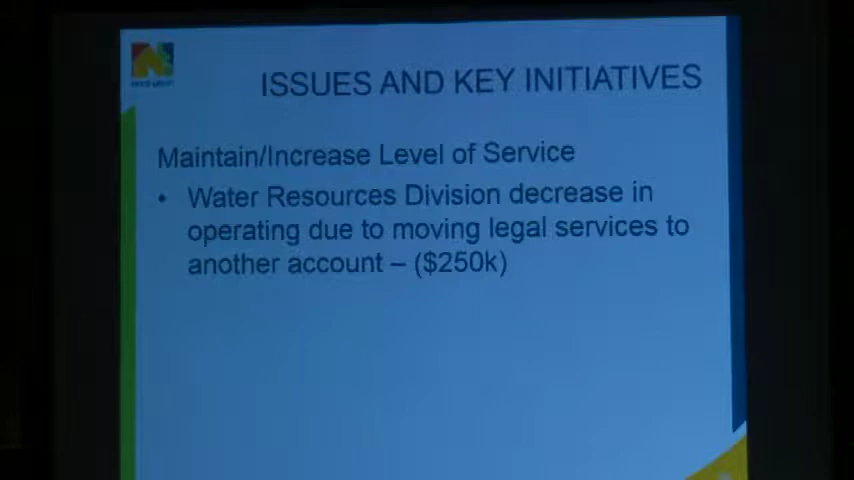 ISSUES AND KEY INITIATIVES
Maintain/Increase Level of Service
• Water Resources Division decrease in
operating due to moving legal services to
another account – ($250k)